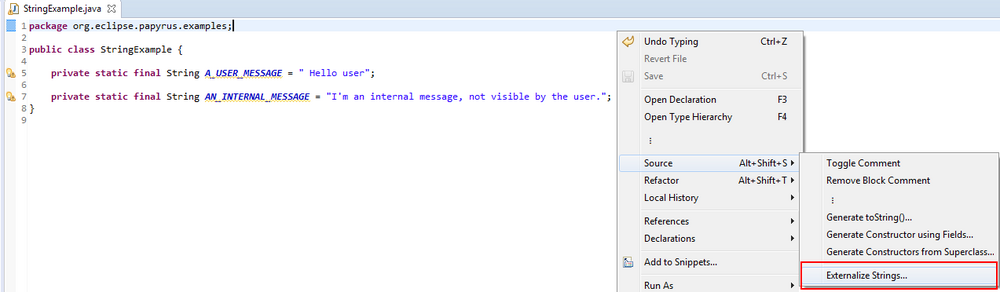 StringExample.java
1 package org.eclipse.papyrus.examples;
2
3 public class StringExample {
4
5 private static final String A_USER_MESSAGE = " Hello user";
6
7 private static final String AN_INTERNAL_MESSAGE = "I'm an internal message, not visible by the user.";
8 }
9
Undo Typing Ctrl+Z
Revert File
Save Ctrl+S
Open Declaration F3
Open Type Hierarchy F4
Source Alt+Shift+S
Refactor Alt+Shift+T
Local History
References
Declarations
Add to Snippets...
Run As
Toggle Comment
Remove Block Comment
Generate toString()...
Generate Constructor using Fields...
Generate Constructors from Superclass...
Externalize Strings...